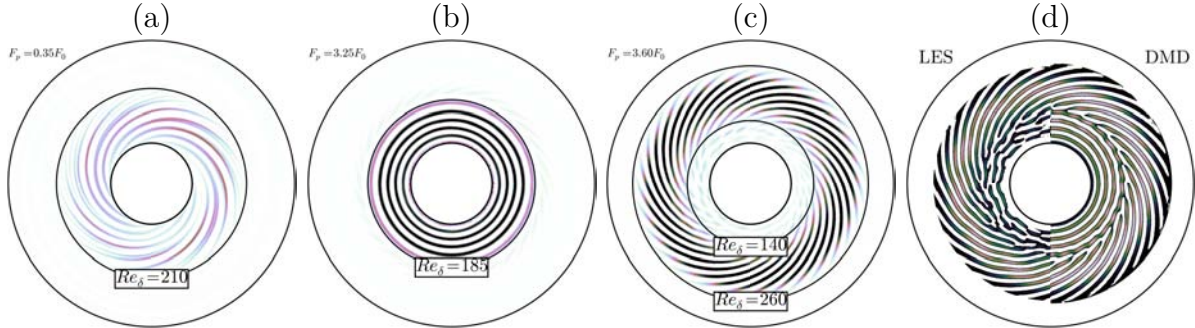 (a) (b) (c) (d)
F_p=0.35F_0 F_p=3.25F_0 F_p=3.60F_0 LES DMD
Re_δ=210 Re_δ=185 Re_δ=140
Re_δ=260